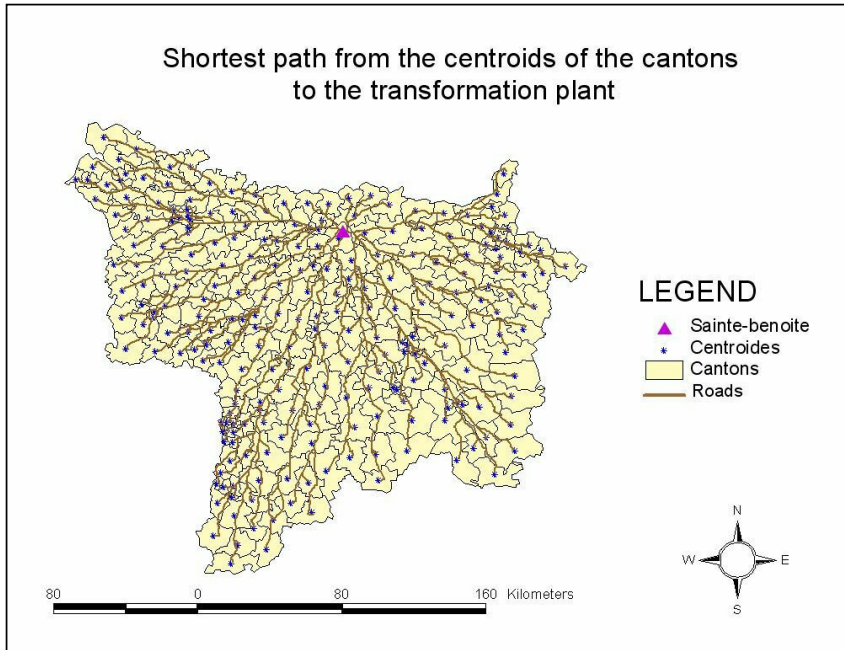 Shortest path from the centroids of the cantons
to the transformation plant
LEGEND
Sainte-benoite
Centroides
Cantons
Roads
N
W E
S
80 0 80 160 Kilometers